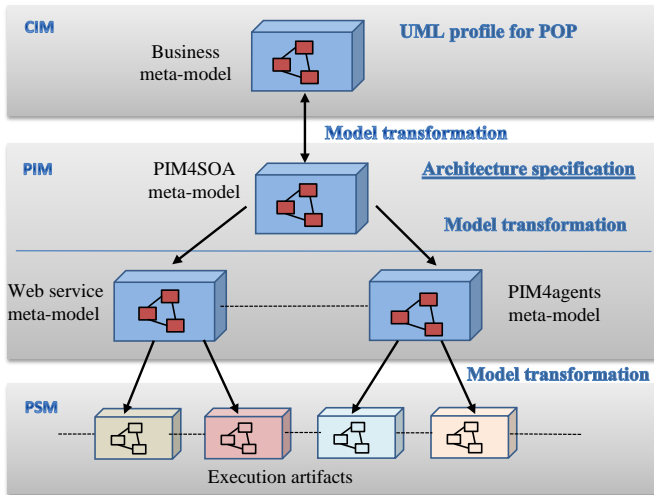 CIM
UML profile for POP
Business
meta-model
Model transformation
PIM
PIM4SOA
meta-model
Architecture specification
Model transformation
Web service
meta-model
PIM4agents
meta-model
Model transformation
PSM
Execution artifacts